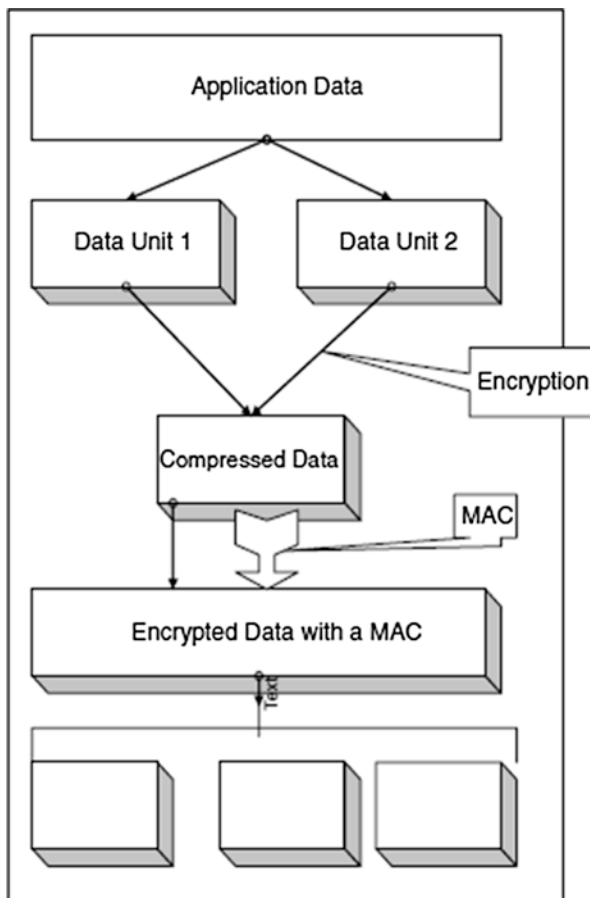 Application Data
Data Unit 1
Data Unit 2
Encryption
Compressed Data
MAC
Encrypted Data with a MAC
Text